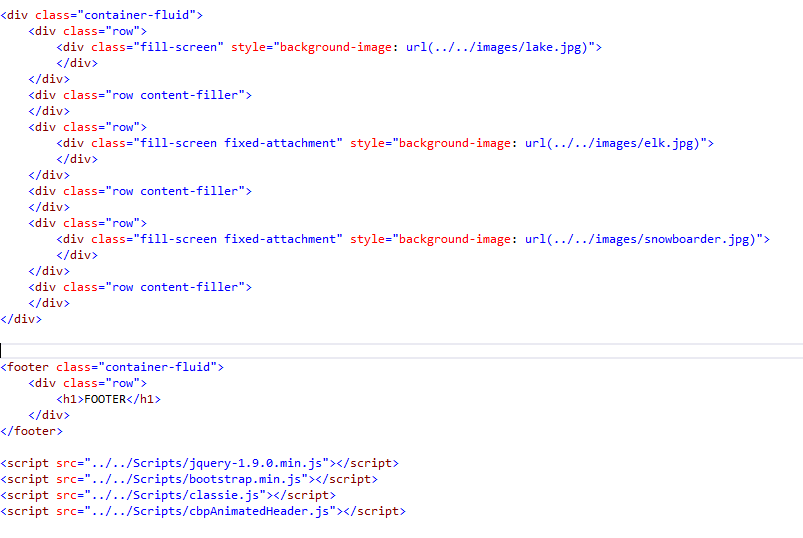 <div class="container-fluid">
    <div class="row">
        <div class="fill-screen" style="background-image: url(../../images/lake.jpg)">
        </div>
    </div>
    <div class="row content-filler">
    </div>
    <div class="row">
        <div class="fill-screen fixed-attachment" style="background-image: url(../../images/elk.jpg)">
        </div>
    </div>
    <div class="row content-filler">
    </div>
    <div class="row">
        <div class="fill-screen fixed-attachment" style="background-image: url(../../images/snowboarder.jpg)">
        </div>
    </div>
    <div class="row content-filler">
    </div>
</div>
<footer class="container-fluid">
    <div class="row">
        <h1>FOOTER</h1>
    </div>
</footer>
<script src="../../Scripts/jquery-1.9.0.min.js"></script>
<script src="../../Scripts/bootstrap.min.js"></script>
<script src="../../Scripts/classie.js"></script>
<script src="../../Scripts/cbpAnimatedHeader.js"></script>